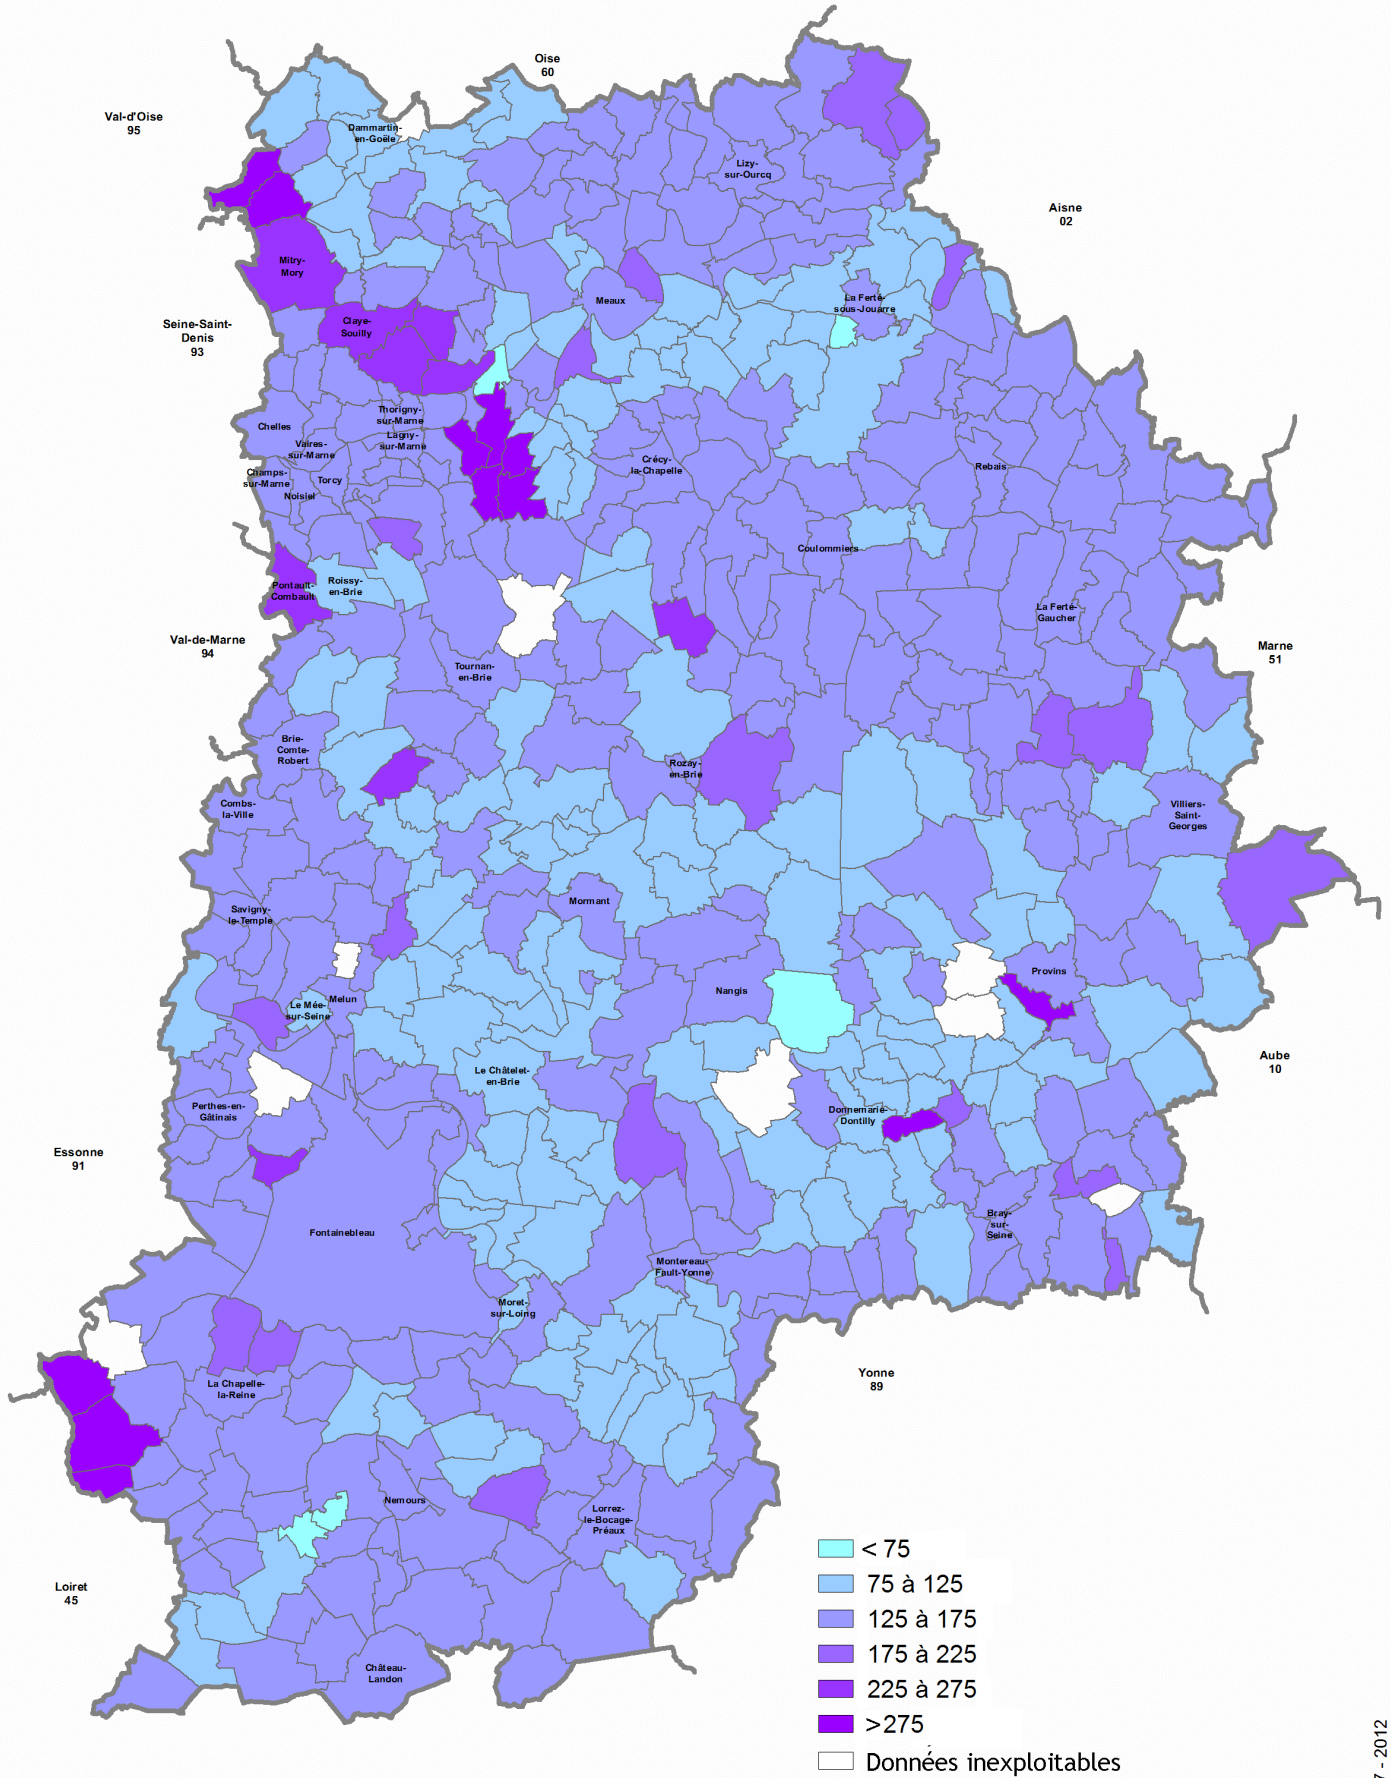 Oise
60
Val-d'Oise
95
Dammartin-
en-Goële
Lizy-
sur-Ourcq
Aisne
02
Mitry-
Mory
Meaux
La Ferté-
sous-Jouarre
Seine-Saint-
Denis
93
Claye-
Souilly
Thorigny-
sur-Marne
Chelles
Lagny-
sur-Marne
Vaires-
sur-Marne
Crécy-
la-Chapelle
Rebais
Champs-
sur-Marne
Torcy
Noisiel
Coulommiers
Pontault-
Combault
Roissy-
en-Brie
La Ferté-
Gaucher
Val-de-Marne
94
Marne
51
Tournan-
en-Brie
Brie-
Comte-
Robert
Rozay-
en-Brie
Combs-
la-Ville
Villiers-
Saint-
Georges
Mormant
Savigny-
le-Temple
Provins
Nangis
Melun
Le Mée-
sur-Seine
Aube
10
Le Châtelet-
en-Brie
Perthes-en-
Gâtinais
Donnemarie-
Dontilly
Essonne
91
Bray-
sur-
Seine
Fontainebleau
Montereau-
Fault-Yonne
Moret-
sur-Loing
Yonne
89
La Chapelle-
la-Reine
Nemours
Lorrez-
le-Bocage-
Préaux
Loiret
45
Château-
Landon
< 75
75 à 125
125 à 175
175 à 225
225 à 275
>275
Données inexploitables
7 - 2012